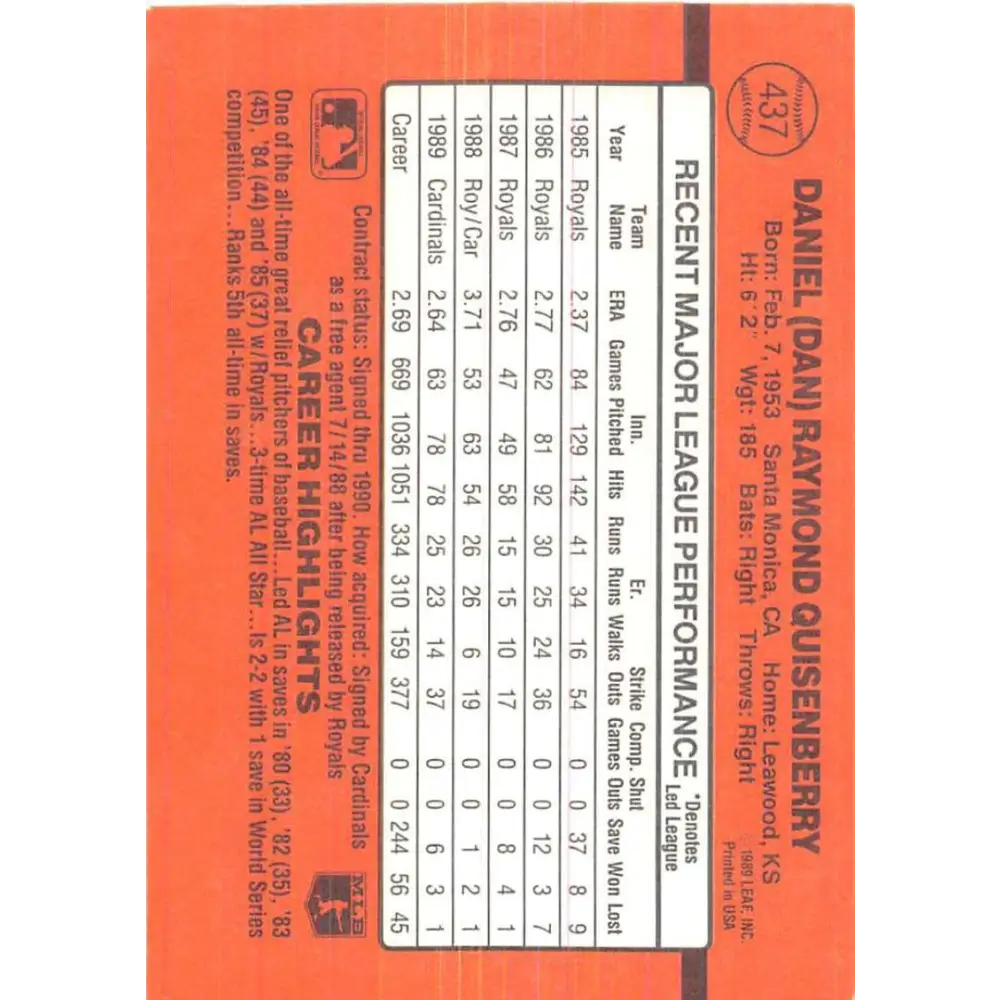 437
DANIEL (DAN) RAYMOND QUISENBERRY
Born: Feb. 7, 1953 Santa Monica, CA Home: Leawood, KS
Ht: 6' 2" Wgt: 185 Bats: Right Throws: Right
©1989 LEAF, INC.
Printed in USA
RECENT MAJOR LEAGUE PERFORMANCE *Denotes
Led League
Team Inn. Er. Strike Comp. Shut
Year Name ERA Games Pitched Hits Runs Runs Walks Outs Games Outs Save Won Lost
1985 Royals 2.37 84 129 142 41 34 16 54 0 0 37 8 9
1986 Royals 2.77 62 81 92 30 25 24 36 0 0 12 3 7
1987 Royals 2.76 47 49 58 15 15 10 17 0 0 8 4 1
1988 Roy/Car 3.71 53 63 54 26 26 6 19 0 0 1 2 1
1989 Cardinals 2.64 63 78 78 25 23 14 37 0 0 6 3 1
Career 2.69 669 1036 1051 334 310 159 377 0 0 244 56 45
Contract status: Signed thru 1990. How acquired: Signed by Cardinals
as a free agent 7/14/88 after being released by Royals
MLB
CAREER HIGHLIGHTS
One of the all-time great relief pitchers of baseball...Led AL in saves in '80 (33), '82 (35), '83
(45), '84 (44) and '85 (37) w/Royals...3-time AL All Star...Is 2-2 with 1 save in World Series
competition...Ranks 5th all-time in saves.